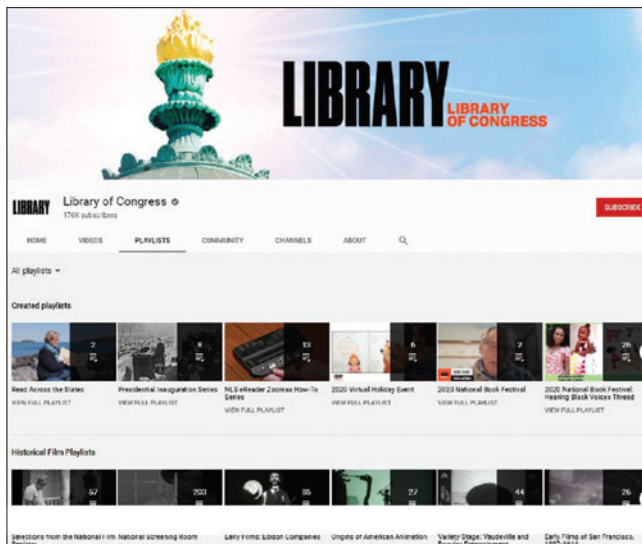 LIBRARY
LIBRARY
OF CONGRESS
LIBRARY
Library of Congress
176K subscribers
SUBSCRIBE
HOME VIDEOS PLAYLISTS COMMUNITY CHANNELS ABOUT
All playlists
Created playlists
2 8 13 6 2 26
Read Across the States Presidential Inauguration Series NLS eReader Zoomax How-To 2020 Virtual Holiday Event 2020 National Book Festival 2020 National Book Festival:
Series Hearing Black Voices Thread
VIEW FULL PLAYLIST VIEW FULL PLAYLIST VIEW FULL PLAYLIST VIEW FULL PLAYLIST
VIEW FULL PLAYLIST VIEW FULL PLAYLIST
Historical Film Playlists
57 203 85 27 44 26
Selections from the National Film National Screening Room Early Films: Edison Companies Origins of American Animation Variety Stage: Vaudeville and Early Films of San Francisco,